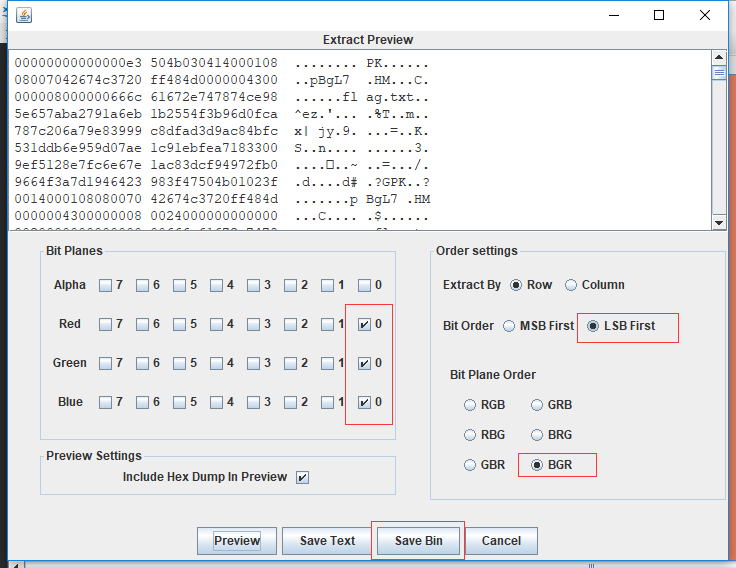 Extract Preview
00000000000000e3 504b030414000108 ........ PK......
08007042674c3720 ff484d0000004300 ..pBgL7 .HM...C.
000008000000666c 61672e747874ce98 ......fl ag.txt..
5e657aba2791a6eb 1b2554f3b96d0fca ^ez.'... .%T..m..
787c206a79e83999 c8dfad3d9ac84bfc x| jy.9. ...=..K.
531ddb6e959d07ae 1c91ebfea7183300 S..n.... ......3.
9ef5128e7fc6e67e 1ac83dcf94972fb0 ....□..~ ..=.../.
9664f3a7d1946423 983f47504b01023f .d....d# .?GPK..?
0014000108080070 42674c3720ff484d .......p BgL7 .HM
0000004300000008 0024000000000000 ...C.... .$......
Bit Planes
Alpha 7 6 5 4 3 2 1 0
Red 7 6 5 4 3 2 1 0
Green 7 6 5 4 3 2 1 0
Blue 7 6 5 4 3 2 1 0
Preview Settings
Include Hex Dump In Preview
Order settings
Extract By Row Column
Bit Order MSB First LSB First
Bit Plane Order
RGB GRB
RBG BRG
GBR BGR
Preview Save Text Save Bin Cancel